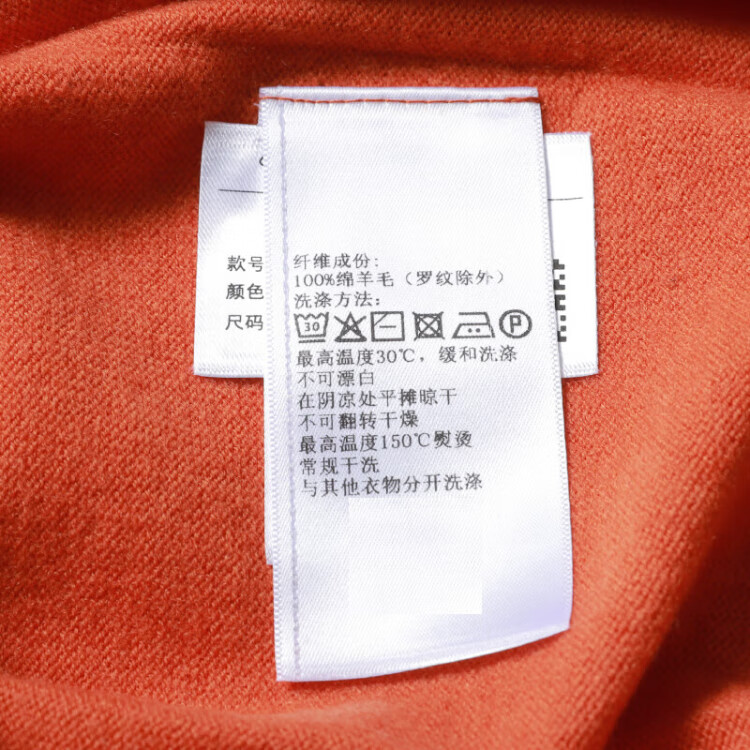 款号
颜色
尺码
纤维成份:
100%绵羊毛（罗纹除外）
洗涤方法:
30 P
最高温度30℃，缓和洗涤
不可漂白
在阴凉处平摊晾干
不可翻转干燥
最高温度150℃熨烫
常规干洗
与其他衣物分开洗涤